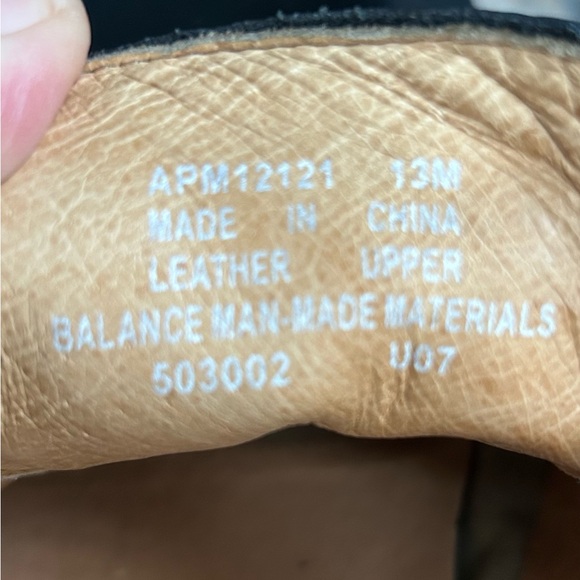 APM12121 13M
MADE IN CHINA
LEATHER UPPER
BALANCE MAN-MADE MATERIALS
503002 U07